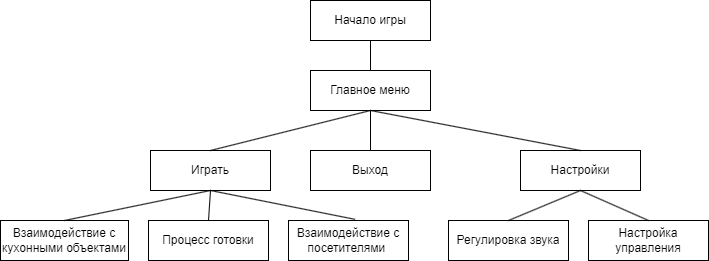 Начало игры
Главное меню
Играть
Выход
Настройки
Взаимодействие с
кухонными объектами
Процесс готовки
Взаимодействие с
посетителями
Регулировка звука
Настройка
управления